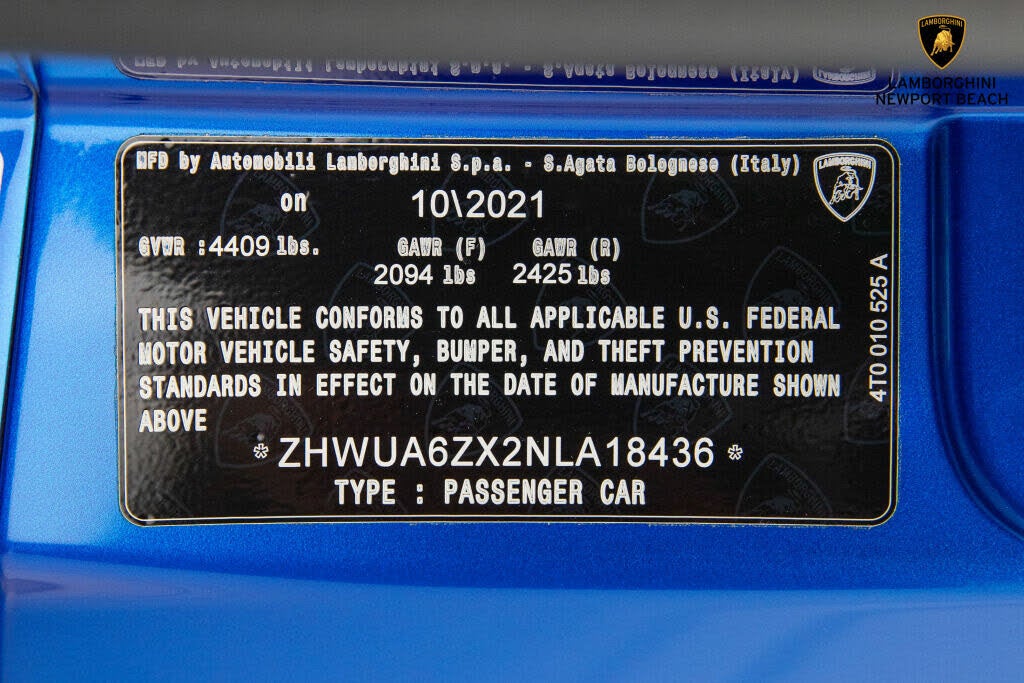 LAMBORGHINI
LAMBORGHINI
NEWPORT BEACH
MFD by Automobili Lamborghini S.p.a. - S.Agata Bolognese (Italy)
LAMBORGHINI
on 10\2021
GVWR :4409 lbs. GAWR (F) GAWR (R)
2094 lbs 2425 lbs
THIS VEHICLE CONFORMS TO ALL APPLICABLE U.S. FEDERAL
MOTOR VEHICLE SAFETY, BUMPER, AND THEFT PREVENTION
STANDARDS IN EFFECT ON THE DATE OF MANUFACTURE SHOWN
ABOVE
* ZHWUA6ZX2NLA18436 *
TYPE : PASSENGER CAR
4T0 010 525 A